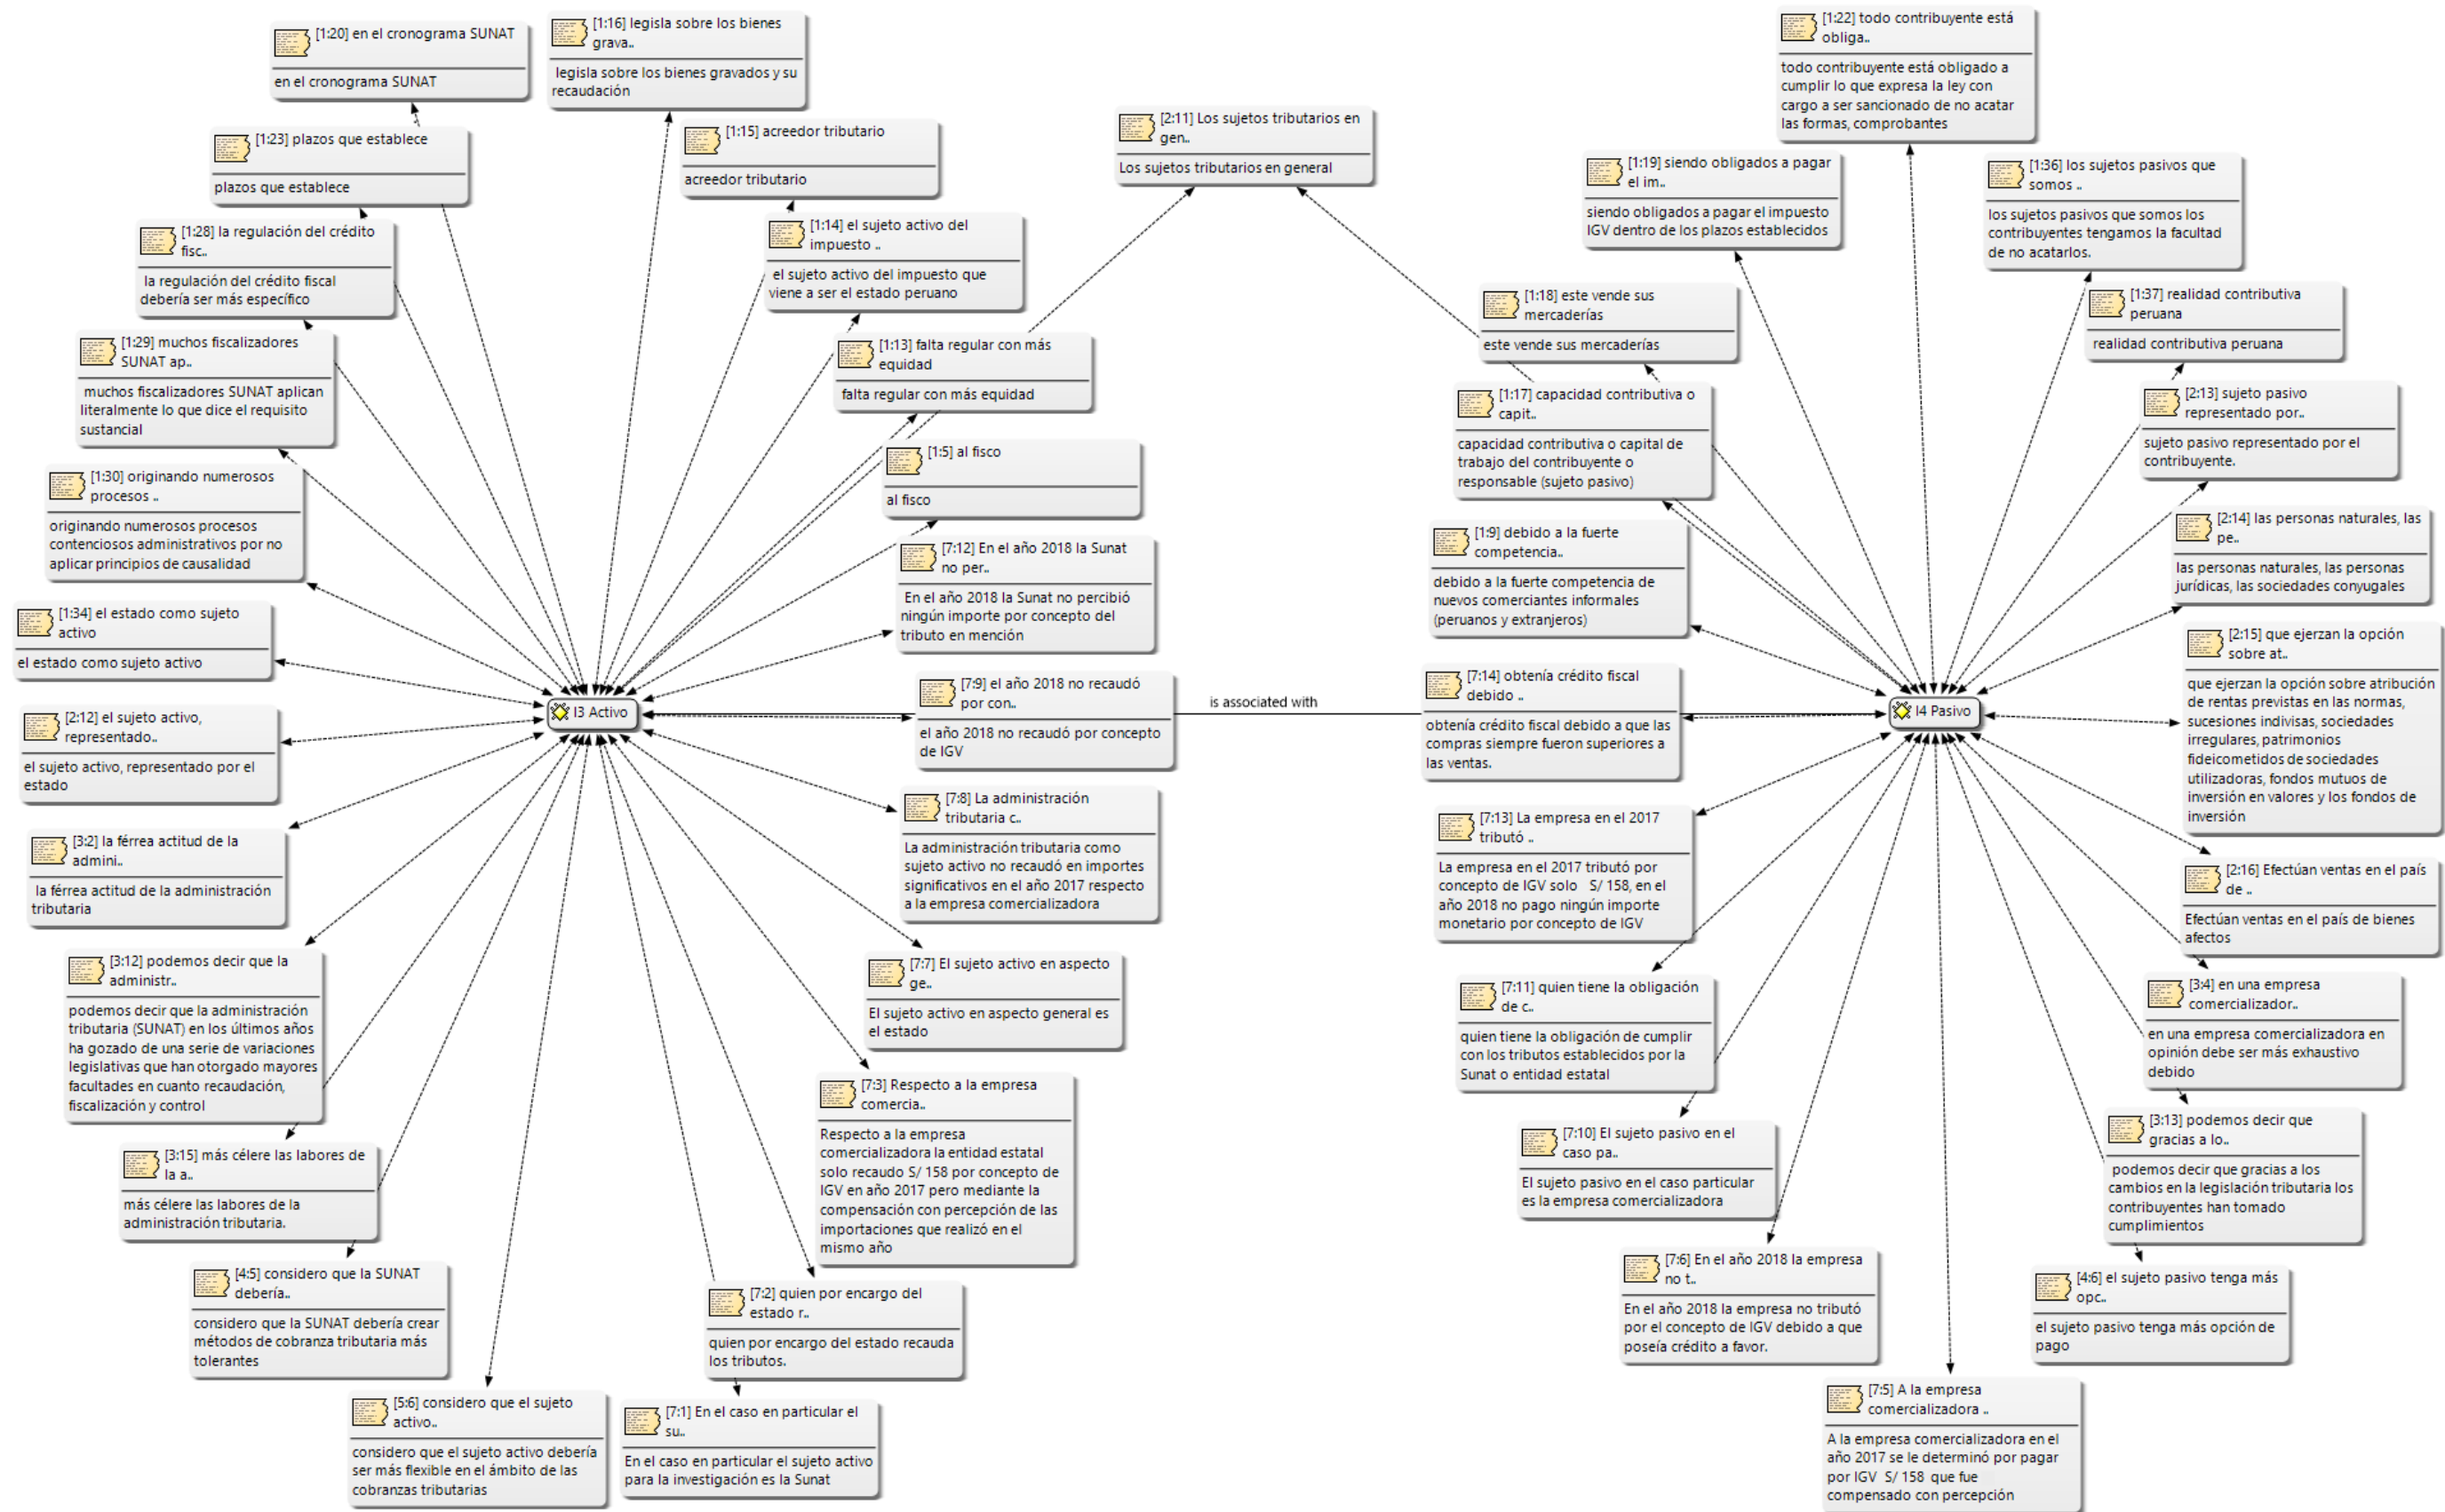 [1:20] en el cronograma SUNAT
en el cronograma SUNAT
[1:16] legisla sobre los bienes
grava..
legisla sobre los bienes gravados y su
recaudación
[1:23] plazos que establece
plazos que establece
[1:15] acreedor tributario
acreedor tributario
[1:28] la regulación del crédito
fisc..
la regulación del crédito fiscal
debería ser más específico
[1:14] el sujeto activo del
impuesto ..
el sujeto activo del impuesto que
viene a ser el estado peruano
[1:29] muchos fiscalizadores
SUNAT ap..
muchos fiscalizadores SUNAT aplican
literalmente lo que dice el requisito
sustancial
[1:13] falta regular con más
equidad
falta regular con más equidad
[1:30] originando numerosos
procesos ..
originando numerosos procesos
contenciosos administrativos por no
aplicar principios de causalidad
[1:5] al fisco
al fisco
[7:12] En el año 2018 la Sunat
no per..
En el año 2018 la Sunat no percibió
ningún importe por concepto del
tributo en mención
[1:34] el estado como sujeto
activo
el estado como sujeto activo
[7:9] el año 2018 no recaudó
por con..
el año 2018 no recaudó por concepto
de IGV
I3 Activo
is associated with
I4 Pasivo
[2:12] el sujeto activo,
representado..
el sujeto activo, representado por el
estado
[7:8] La administración
tributaria c..
La administración tributaria como
sujeto activo no recaudó en importes
significativos en el año 2017 respecto
a la empresa comercializadora
[3:2] la férrea actitud de la
admini..
la férrea actitud de la administración
tributaria
[7:7] El sujeto activo en aspecto
ge..
El sujeto activo en aspecto general es
el estado
[3:12] podemos decir que la
administr..
podemos decir que la administración
tributaria (SUNAT) en los últimos años
ha gozado de una serie de variaciones
legislativas que han otorgado mayores
facultades en cuanto recaudación,
fiscalización y control
[7:3] Respecto a la empresa
comercia..
Respecto a la empresa
comercializadora la entidad estatal
solo recaudo S/ 158 por concepto de
IGV en año 2017 pero mediante la
compensación con percepción de las
importaciones que realizó en el
mismo año
[3:15] más célere las labores de
la a..
más célere las labores de la
administración tributaria.
[4:5] considero que la SUNAT
debería..
considero que la SUNAT debería crear
métodos de cobranza tributaria más
tolerantes
[7:2] quien por encargo del
estado r..
quien por encargo del estado recauda
los tributos.
[5:6] considero que el sujeto
activo..
considero que el sujeto activo debería
ser más flexible en el ámbito de las
cobranzas tributarias
[7:1] En el caso en particular el
su..
En el caso en particular el sujeto activo
para la investigación es la Sunat
[2:11] Los sujetos tributarios en
gen..
Los sujetos tributarios en general
[1:22] todo contribuyente está
obliga..
todo contribuyente está obligado a
cumplir lo que expresa la ley con
cargo a ser sancionado de no acatar
las formas, comprobantes
[1:19] siendo obligados a pagar
el im..
siendo obligados a pagar el impuesto
IGV dentro de los plazos establecidos
[1:36] los sujetos pasivos que
somos ..
los sujetos pasivos que somos los
contribuyentes tengamos la facultad
de no acatarlos.
[1:18] este vende sus
mercaderías
este vende sus mercaderías
[1:37] realidad contributiva
peruana
realidad contributiva peruana
[1:17] capacidad contributiva o
capit..
capacidad contributiva o capital de
trabajo del contribuyente o
responsable (sujeto pasivo)
[2:13] sujeto pasivo
representado por..
sujeto pasivo representado por el
contribuyente.
[1:9] debido a la fuerte
competencia..
debido a la fuerte competencia de
nuevos comerciantes informales
(peruanos y extranjeros)
[2:14] las personas naturales, las
pe..
las personas naturales, las personas
jurídicas, las sociedades conyugales
[7:14] obtenía crédito fiscal
debido ..
obtenía crédito fiscal debido a que las
compras siempre fueron superiores a
las ventas.
[2:15] que ejerzan la opción
sobre at..
que ejerzan la opción sobre atribución
de rentas previstas en las normas,
sucesiones indivisas, sociedades
irregulares, patrimonios
fideicometidos de sociedades
utilizadoras, fondos mutuos de
inversión en valores y los fondos de
inversión
[7:13] La empresa en el 2017
tributó ..
La empresa en el 2017 tributó por
concepto de IGV solo S/ 158, en el
año 2018 no pago ningún importe
monetario por concepto de IGV
[2:16] Efectúan ventas en el país
de ..
Efectúan ventas en el país de bienes
afectos
[7:11] quien tiene la obligación
de c..
quien tiene la obligación de cumplir
con los tributos establecidos por la
Sunat o entidad estatal
[3:4] en una empresa
comercializador..
en una empresa comercializadora en
opinión debe ser más exhaustivo
debido
[7:10] El sujeto pasivo en el
caso pa..
El sujeto pasivo en el caso particular
es la empresa comercializadora
[3:13] podemos decir que
gracias a lo..
podemos decir que gracias a los
cambios en la legislación tributaria los
contribuyentes han tomado
cumplimientos
[7:6] En el año 2018 la empresa
no t..
En el año 2018 la empresa no tributó
por el concepto de IGV debido a que
poseía crédito a favor.
[4:6] el sujeto pasivo tenga más
opc..
el sujeto pasivo tenga más opción de
pago
[7:5] A la empresa
comercializadora ..
A la empresa comercializadora en el
año 2017 se le determinó por pagar
por IGV S/ 158 que fue
compensado con percepción